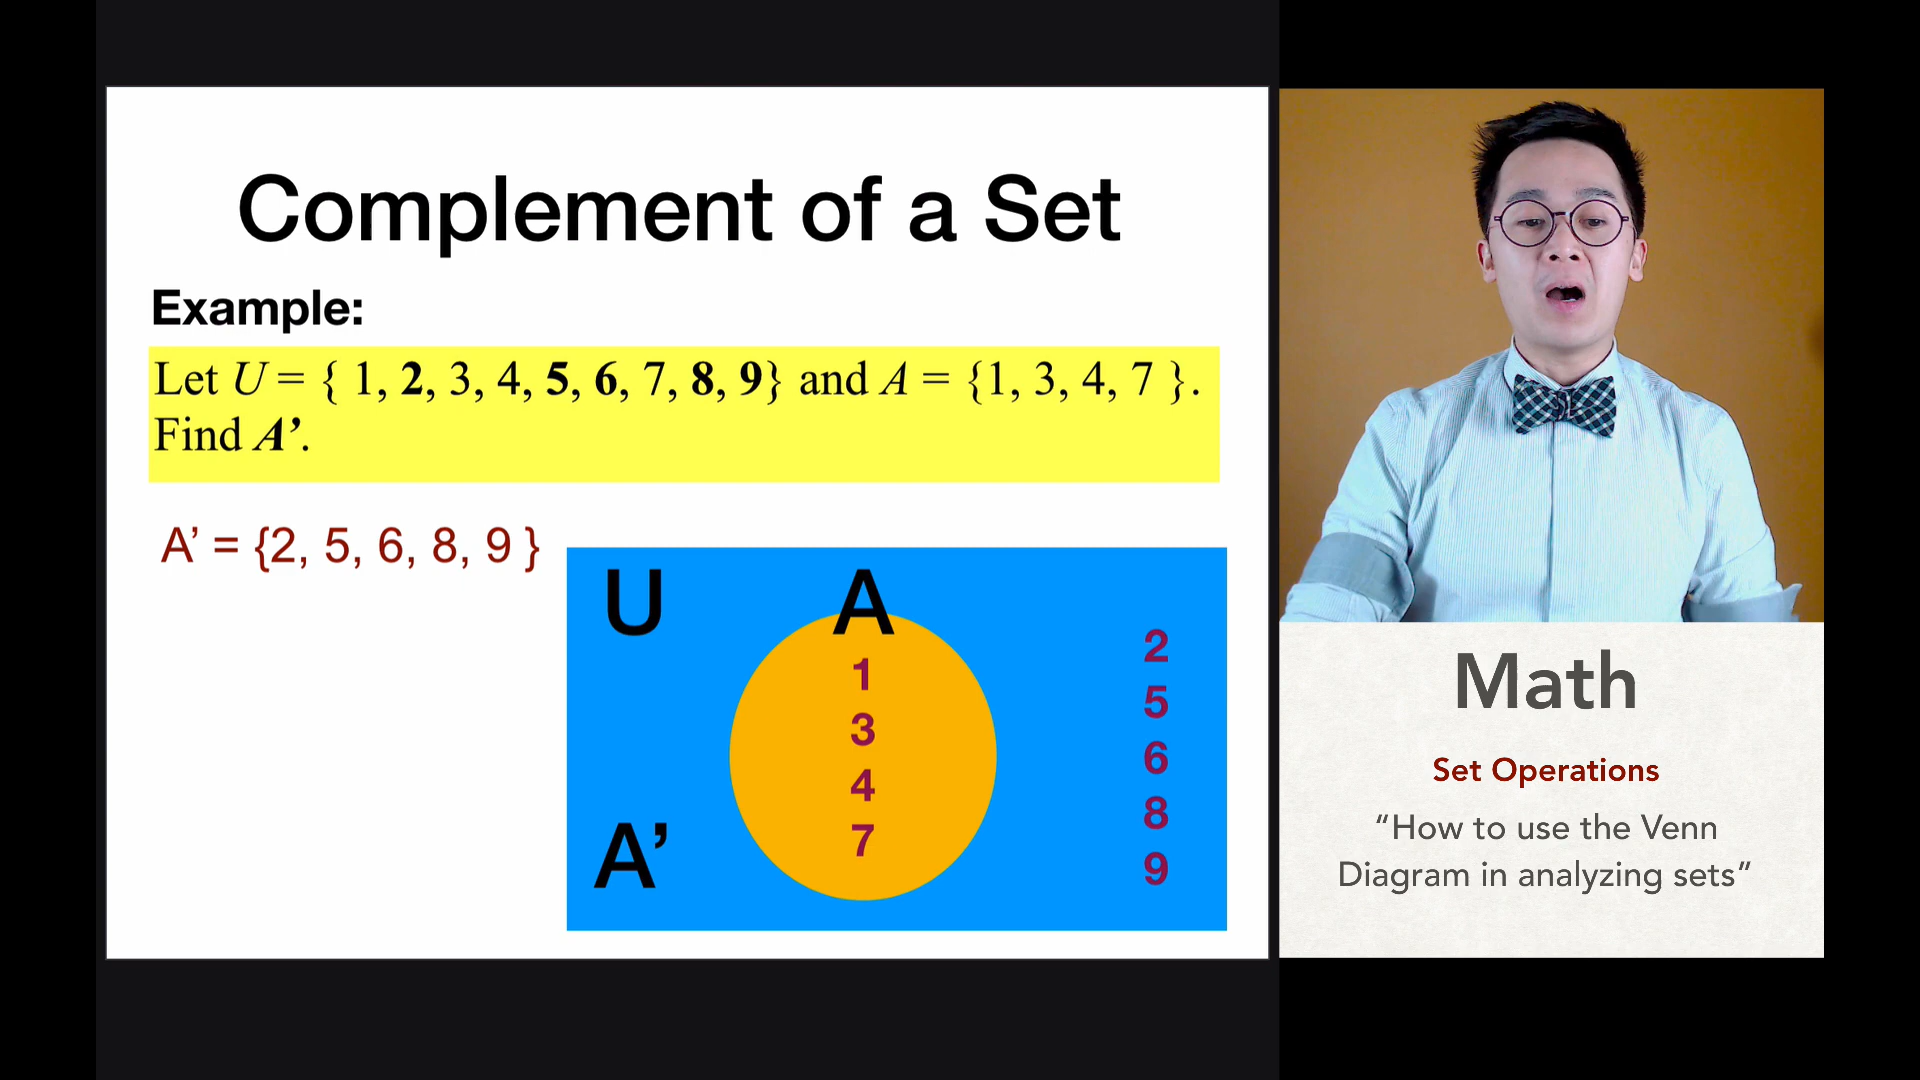 Complement of a Set
Example:
Let U = { 1, 2, 3, 4, 5, 6, 7, 8, 9} and A = {1, 3, 4, 7 }.
Find A’.
A’ = {2, 5, 6, 8, 9 }
U
A
1
3
4
7
A’
2
5
6
8
9
Math
Set Operations
“How to use the Venn
Diagram in analyzing sets”